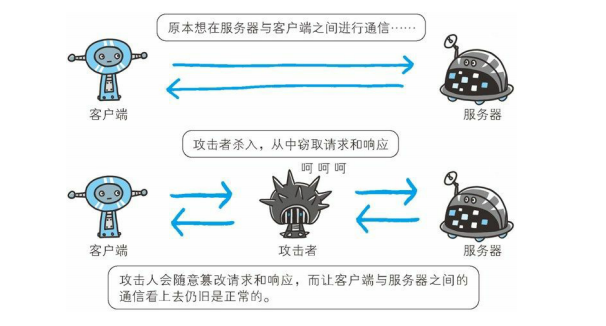 原本想在服务器与客户端之间进行通信……
客户端
服务器
攻击者杀入，从中窃取请求和响应
呵 呵 呵
客户端
攻击者
服务器
攻击人会随意篡改请求和响应，而让客户端与服务器之间的
通信看上去仍旧是正常的。